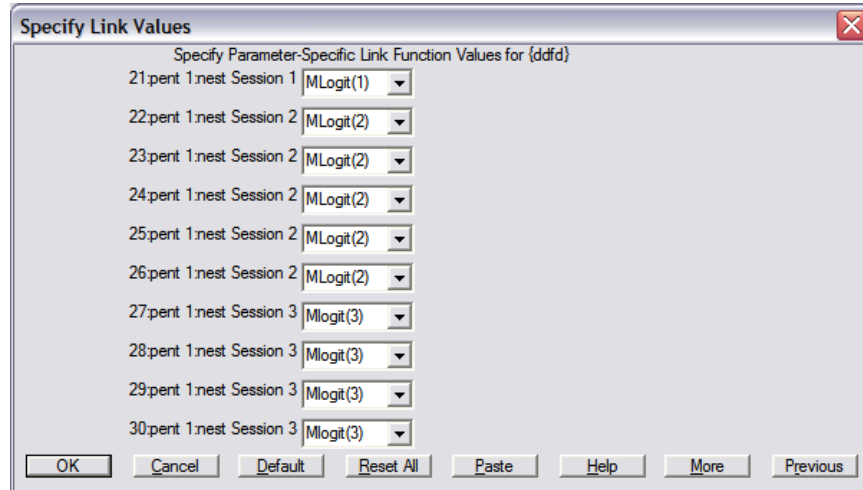 Specify Link Values
Specify Parameter-Specific Link Function Values for {ddfd}
21:pent 1:nest Session 1 MLogit(1)
22:pent 1:nest Session 2 MLogit(2)
23:pent 1:nest Session 2 MLogit(2)
24:pent 1:nest Session 2 MLogit(2)
25:pent 1:nest Session 2 MLogit(2)
26:pent 1:nest Session 2 MLogit(2)
27:pent 1:nest Session 3 Mlogit(3)
28:pent 1:nest Session 3 Mlogit(3)
29:pent 1:nest Session 3 Mlogit(3)
30:pent 1:nest Session 3 Mlogit(3)
OK Cancel Default Reset All Paste Help More Previous